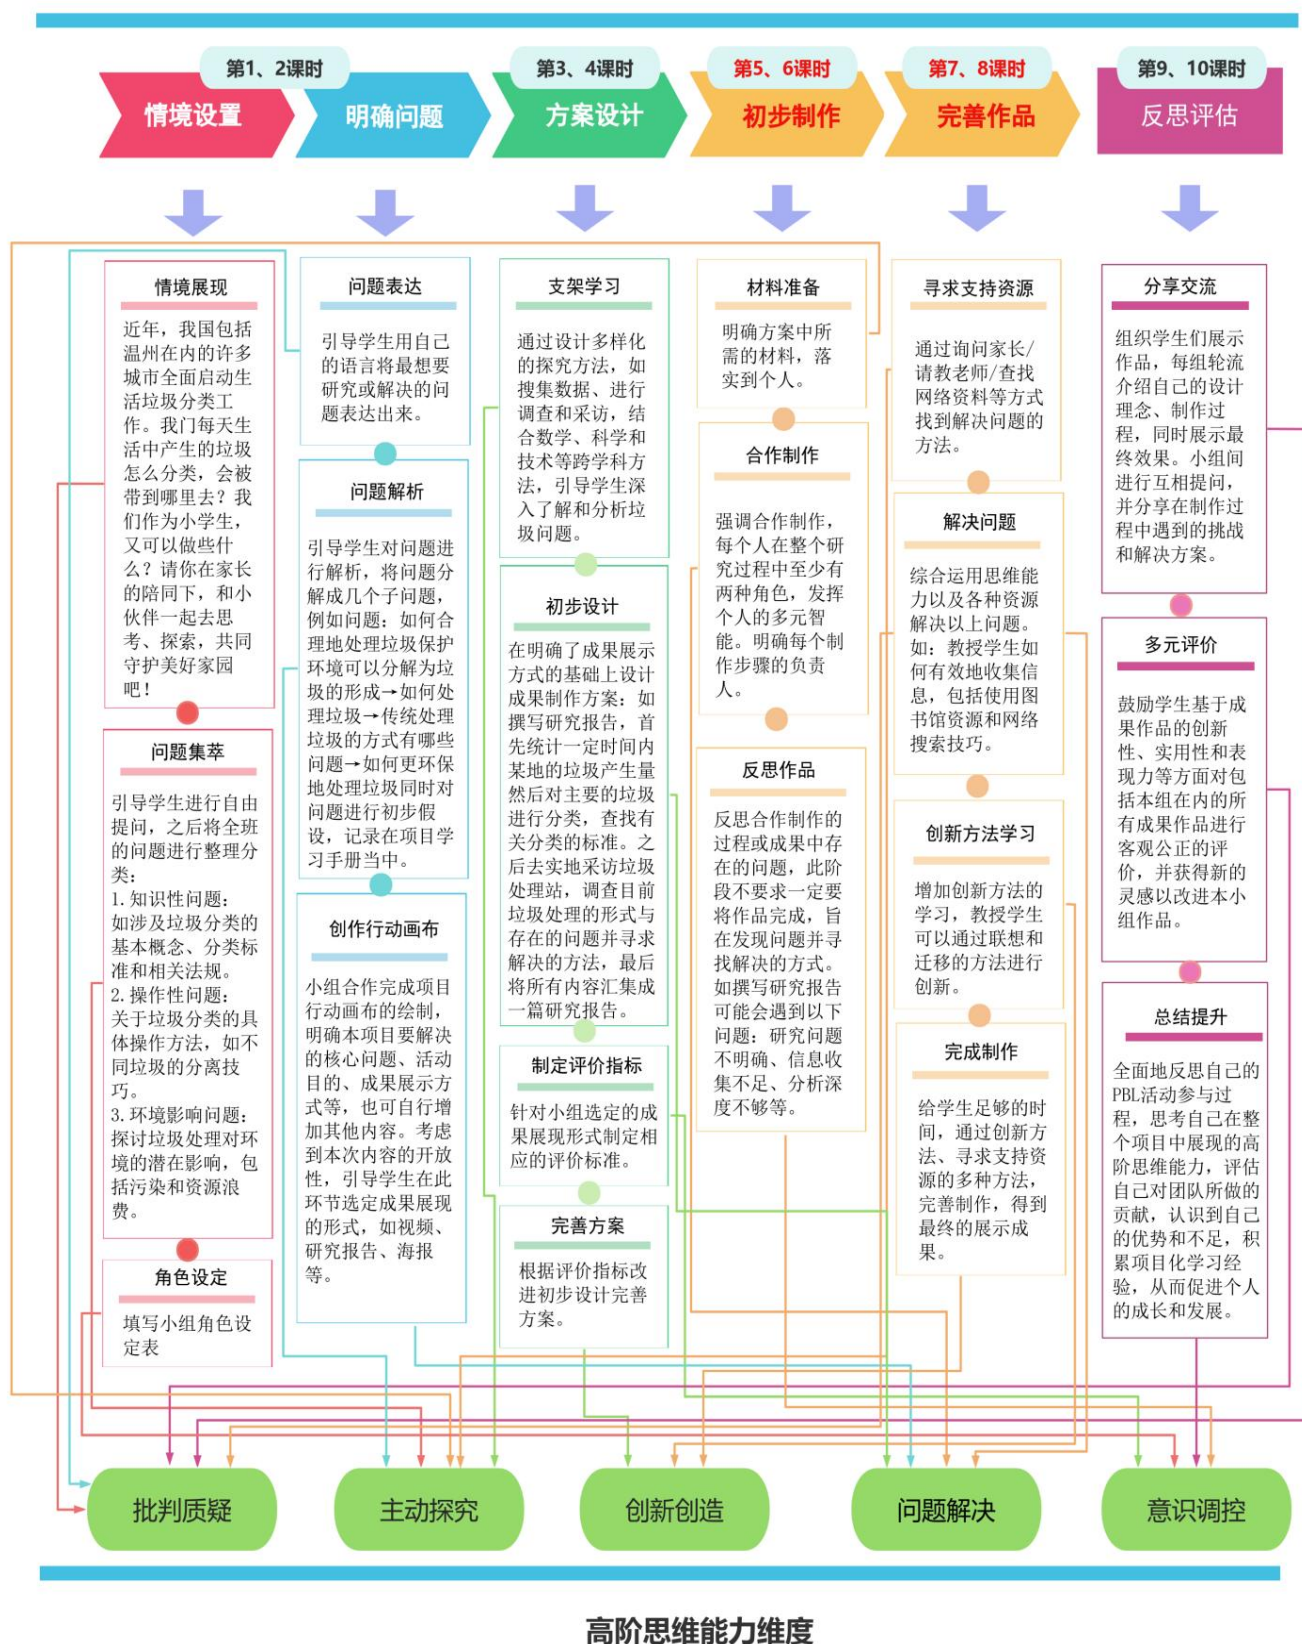 第1、2课时
第3、4课时
第5、6课时
第7、8课时
第9、10课时
情境设置
明确问题
方案设计
初步制作
完善作品
反思评估
情境展现
近年，我国包括
温州在内的许多
城市全面启动生
活垃圾分类工
作。我门每天生
活中产生的垃圾
怎么分类，会被
带到哪里去？我
们作为小学生，
又可以做些什
么？请你在家长
的陪同下，和小
伙伴一起去思
考、探索，共同
守护美好家园
吧！
问题集萃
引导学生进行自由
提问，之后将全班
的问题进行整理分
类：
1. 知识性问题：
如涉及垃圾分类的
基本概念、分类标
准和相关法规。
2. 操作性问题：
关于垃圾分类的具
体操作方法，如不
同垃圾的分离技
巧。
3. 环境影响问题：
探讨垃圾处理对环
境的潜在影响，包
括污染和资源浪
费。
角色设定
填写小组角色设
定表
问题表达
引导学生用自己
的语言将最想要
研究或解决的问
题表达出来。
问题解析
引导学生对问题进
行解析，将问题分
解成几个子问题，
例如问题：如何合
理地处理垃圾保护
环境可以分解为垃
圾的形成→如何处
理垃圾→传统处理
垃圾的方式有哪些
问题→如何更环保
地处理垃圾同时对
问题进行初步假
设，记录在项目学
习手册当中。
创作行动画布
小组合作完成项目
行动画布的绘制，
明确本项目要解决
的核心问题、活动
目的、成果展示方
式等，也可自行增
加其他内容。考虑
到本次内容的开放
性，引导学生在此
环节选定成果展现
的形式，如视频、
研究报告、海报
等。
支架学习
通过设计多样化
的探究方法，如
搜集数据、进行
调查和采访，结
合数学、科学和
技术等跨学科方
法，引导学生深
入了解和分析垃
圾问题。
初步设计
在明确了成果展示
方式的基础上设计
成果制作方案：如
撰写研究报告，首
先统计一定时间内
某地的垃圾产生量
然后对主要的垃圾
进行分类，查找有
关分类的标准。之
后去实地采访垃圾
处理站，调查目前
垃圾处理的形式与
存在的问题并寻求
解决的方法，最后
将所有内容汇集成
一篇研究报告。
制定评价指标
针对小组选定的成
果展现形式制定相
应的评价标准。
完善方案
根据评价指标改
进初步设计完善
方案。
材料准备
明确方案中所
需的材料，落
实到个人。
合作制作
强调合作制作，
每个人在整个研
究过程中至少有
两种角色，发挥
个人的多元智
能。明确每个制
作步骤的负责
人。
反思作品
反思合作制作的
过程或成果中存
在的问题，此阶
段不要求一定要
将作品完成，旨
在发现问题并寻
找解决的方式。
如撰写研究报告
可能会遇到以下
问题：研究问题
不明确、信息收
集不足、分析深
度不够等。
寻求支持资源
通过询问家长/
请教老师/查找
网络资料等方式
找到解决问题的
方法。
解决问题
综合运用思维能
力以及各种资源
解决以上问题。
如：教授学生如
何有效地收集信
息，包括使用图
书馆资源和网络
搜索技巧。
创新方法学习
增加创新方法的
学习，教授学生
可以通过联想和
迁移的方法进行
创新。
完成制作
给学生足够的时
间，通过创新方
法、寻求支持资
源的多种方法，
完善制作，得到
最终的展示成
果。
分享交流
组织学生们展示
作品，每组轮流
介绍自己的设计
理念、制作过
程，同时展示最
终效果。小组间
进行互相提问，
并分享在制作过
程中遇到的挑战
和解决方案。
多元评价
鼓励学生基于成
果作品的创新
性、实用性和表
现力等方面对包
括本组在内的所
有成果作品进行
客观公正的评
价，并获得新的
灵感以改进本小
组作品。
总结提升
全面地反思自己的
PBL活动参与过
程，思考自己在整
个项目中展现的高
阶思维能力，评估
自己对团队所做的
贡献，认识到自己
的优势和不足，积
累项目化学习经
验，从而促进个人
的成长和发展。
批判质疑
主动探究
创新创造
问题解决
意识调控
高阶思维能力维度